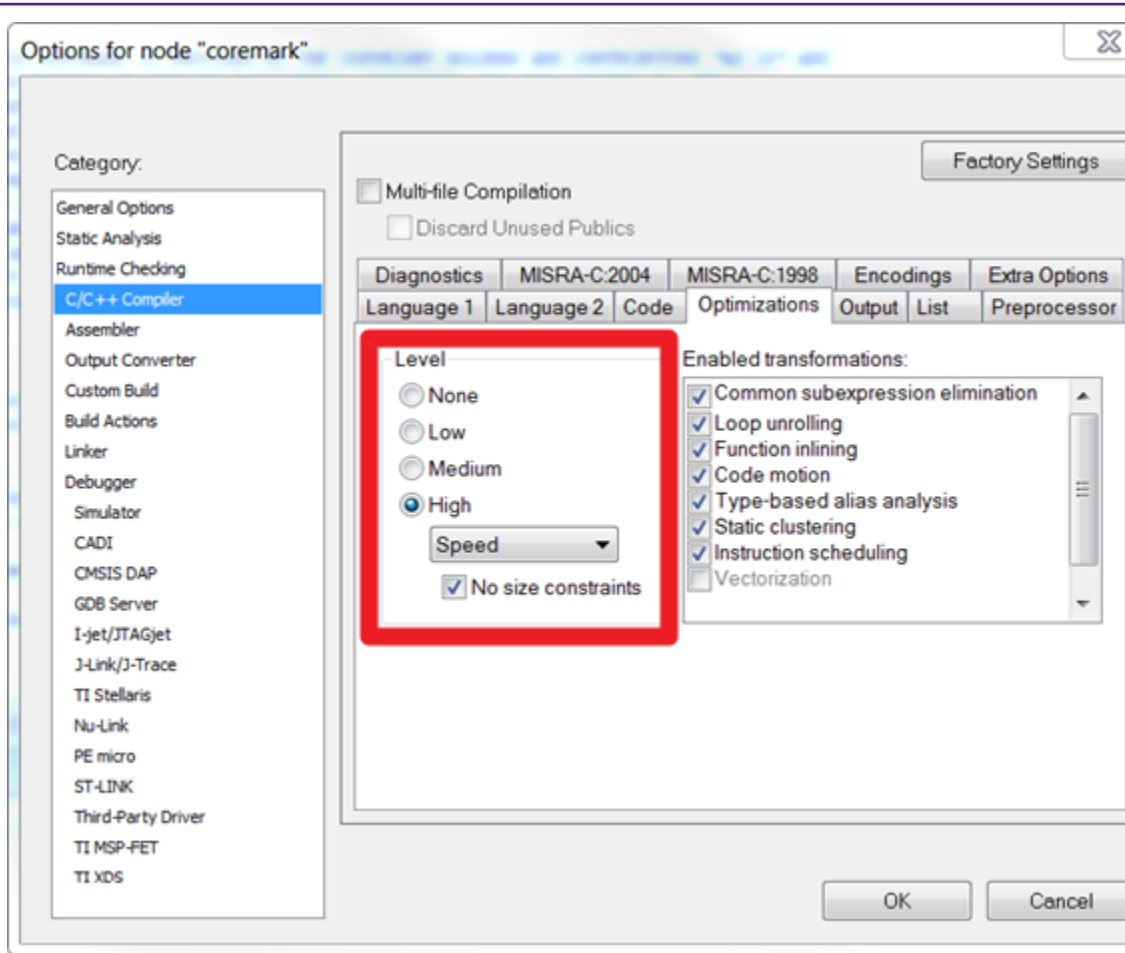 Options for node "coremark"
Category:
General Options
Static Analysis
Runtime Checking
C/C++ Compiler
Assembler
Output Converter
Custom Build
Build Actions
Linker
Debugger
Simulator
CADI
CMSIS DAP
GDB Server
I-jet/JTAGjet
J-Link/J-Trace
TI Stellaris
Nu-Link
PE micro
ST-LINK
Third-Party Driver
TI MSP-FET
TI XDS
Factory Settings
Multi-file Compilation
Discard Unused Publics
Diagnostics MISRA-C:2004 MISRA-C:1998 Encodings Extra Options
Language 1 Language 2 Code Optimizations Output List Preprocessor
Level
None
Low
Medium
High
Speed
No size constraints
Enabled transformations:
Common subexpression elimination
Loop unrolling
Function inlining
Code motion
Type-based alias analysis
Static clustering
Instruction scheduling
Vectorization
OK Cancel